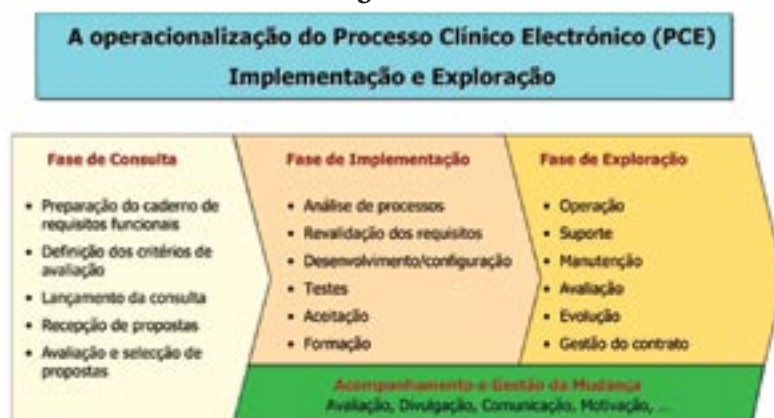 A operacionalização do Processo Clínico Electrónico (PCE)
Implementação e Exploração
Fase de Consulta
• Preparação do caderno de
requisitos funcionais
• Definição dos critérios de
avaliação
• Lançamento da consulta
• Recepção de propostas
• Avaliação e selecção de
propostas
Fase de Implementação
• Análise de processos
• Revalidação dos requisitos
• Desenvolvimento/configuração
• Testes
• Aceitação
• Formação
Fase de Exploração
• Operação
• Suporte
• Manutenção
• Avaliação
• Evolução
• Gestão do contrato
Acompanhamento e Gestão da Mudança
Avaliação, Divulgação, Comunicação, Motivação, ...